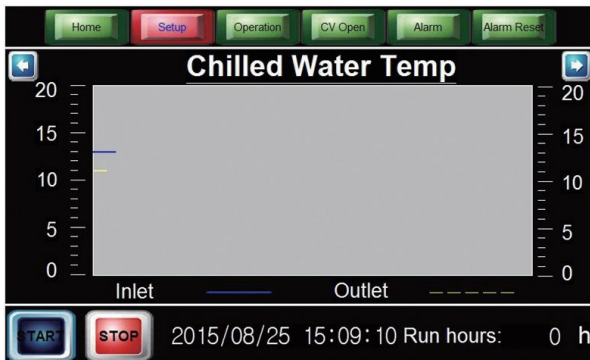 Home Setup Operation CV Open Alarm Alarm Reset
Chilled Water Temp
20 20
15 15
10 10
5 5
0 0
Inlet Outlet
START STOP 2015/08/25 15:09:10 Run hours: 0 h